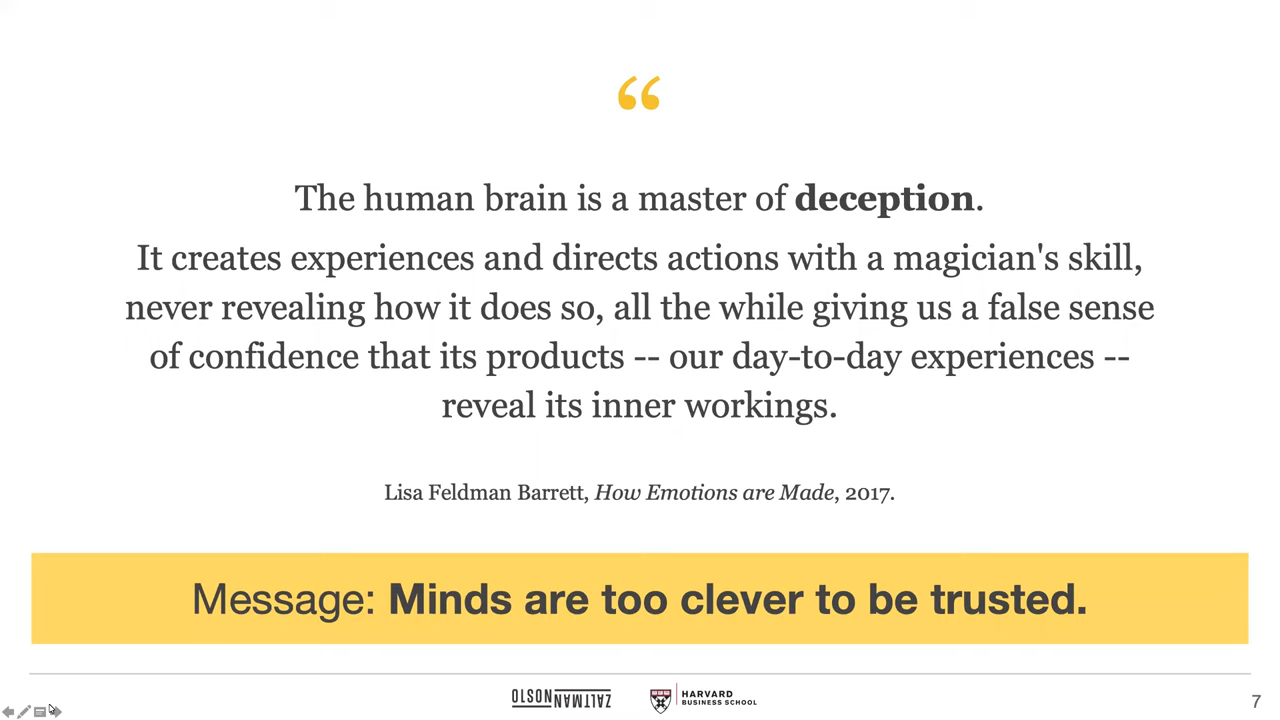 “
The human brain is a master of deception.
It creates experiences and directs actions with a magician's skill,
never revealing how it does so, all the while giving us a false sense
of confidence that its products -- our day-to-day experiences --
reveal its inner workings.
Lisa Feldman Barrett, How Emotions are Made, 2017.
Message: Minds are too clever to be trusted.
OLSON ZALTMAN
HARVARD
BUSINESS SCHOOL
7